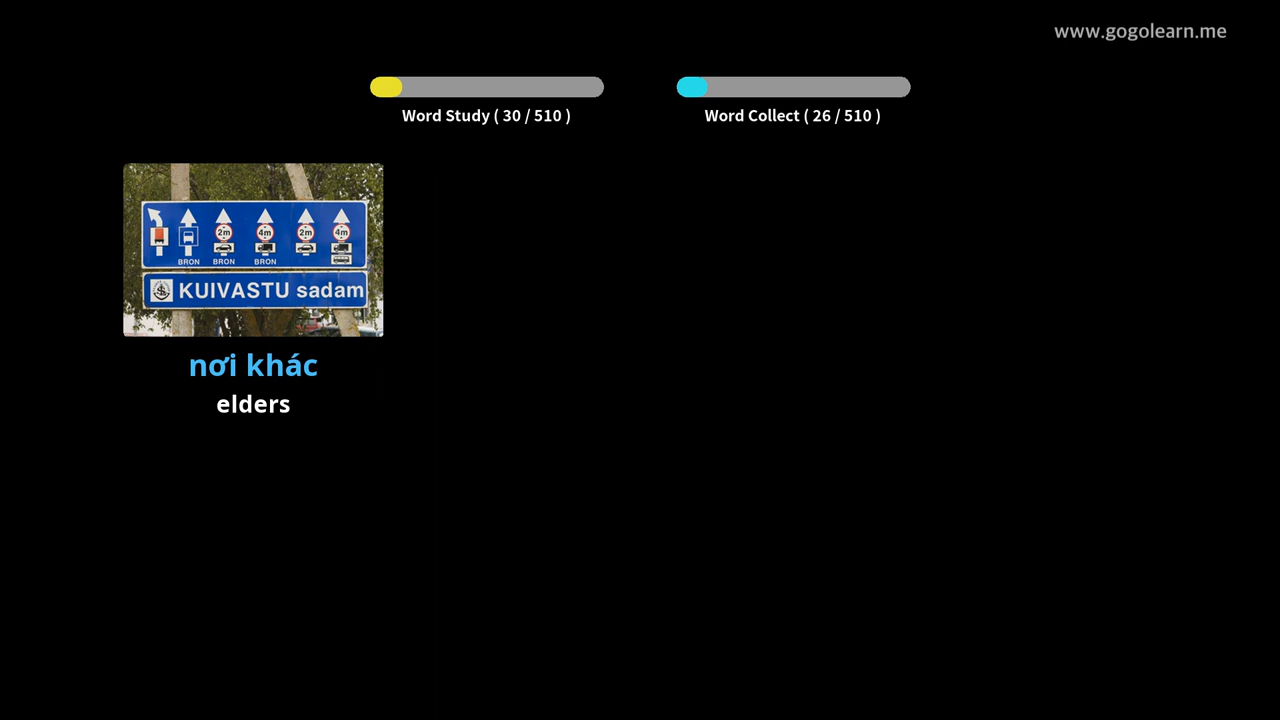 www.gogolearn.me
Word Study ( 30 / 510 )
Word Collect ( 26 / 510 )
2m 4m 2m 4m
BRON BRON BRON
KUIVASTU sadam
nơi khác
elders